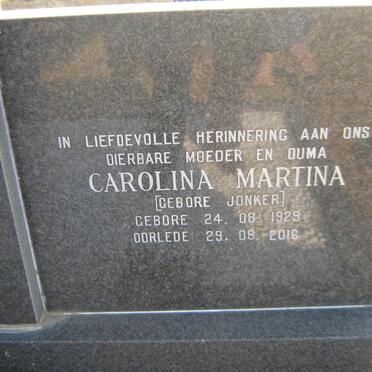 IN LIEFDEVOLLE HERINNERING AAN ONS
DIERBARE MOEDER EN OUMA
CAROLINA MARTINA
[GEBORE JONKER]
GEBORE 24. 08. 1929
OORLEDE 29. 08. 2016